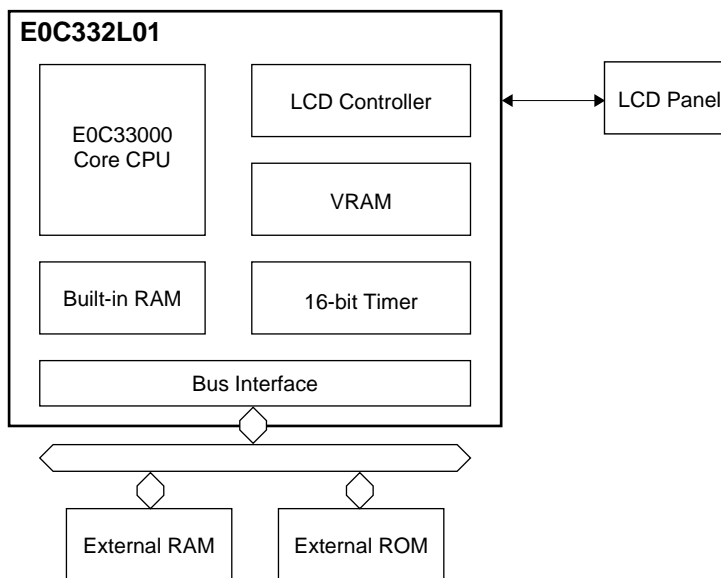 E0C332L01
E0C33000
Core CPU
LCD Controller
LCD Panel
VRAM
Built-in RAM
16-bit Timer
Bus Interface
External RAM
External ROM